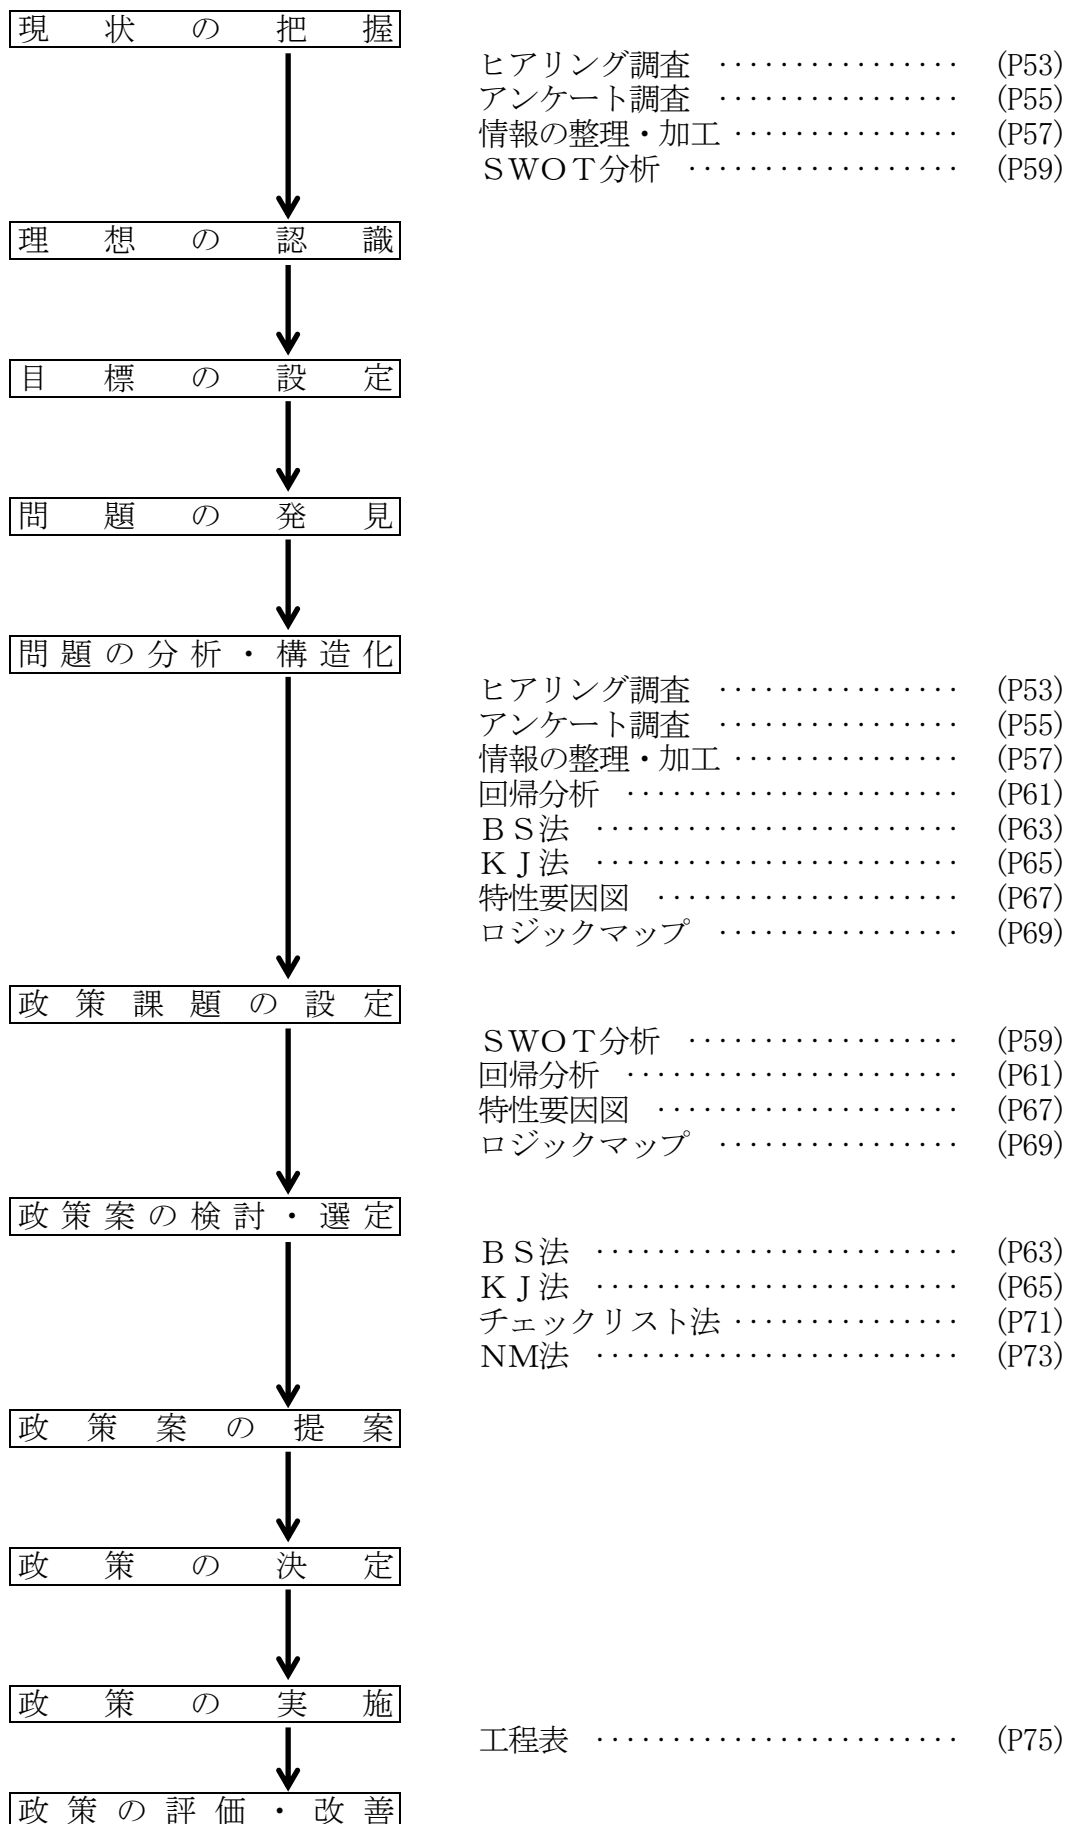 現状の把握
ヒアリング調査 ················ (P53)
アンケート調査 ················ (P55)
情報の整理・加工 ··············· (P57)
ＳＷＯＴ分析 ·················· (P59)
理想の認識
目標の設定
問題の発見
問題の分析・構造化
ヒアリング調査 ················ (P53)
アンケート調査 ················ (P55)
情報の整理・加工 ··············· (P57)
回帰分析 ······················ (P61)
ＢＳ法 ························ (P63)
ＫＪ法 ························ (P65)
特性要因図 ···················· (P67)
ロジックマップ ················ (P69)
政策課題の設定
ＳＷＯＴ分析 ·················· (P59)
回帰分析 ······················ (P61)
特性要因図 ···················· (P67)
ロジックマップ ················ (P69)
政策案の検討・選定
ＢＳ法 ························ (P63)
ＫＪ法 ························ (P65)
チェックリスト法 ··············· (P71)
ＮＭ法 ························ (P73)
政策案の提案
政策の決定
政策の実施
工程表 ························ (P75)
政策の評価・改善